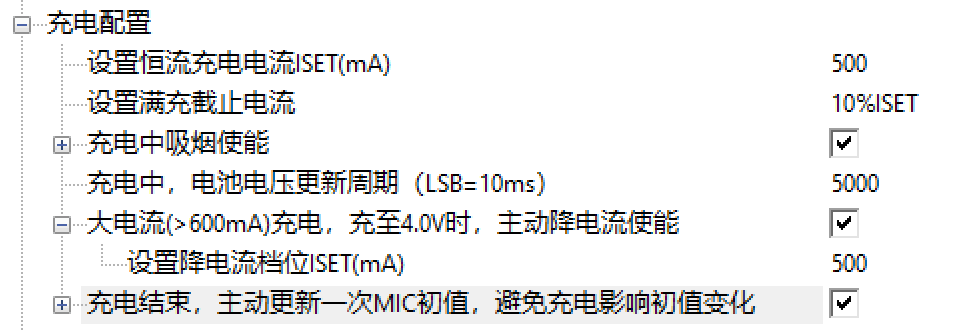 充电配置
设置恒流充电电流ISET(mA) 500
设置满充截止电流 10%ISET
充电中吸烟使能
充电中，电池电压更新周期（LSB=10ms） 5000
大电流(>600mA)充电，充至4.0V时，主动降电流使能
设置降电流档位ISET(mA) 500
充电结束，主动更新一次MIC初值，避免充电影响初值变化